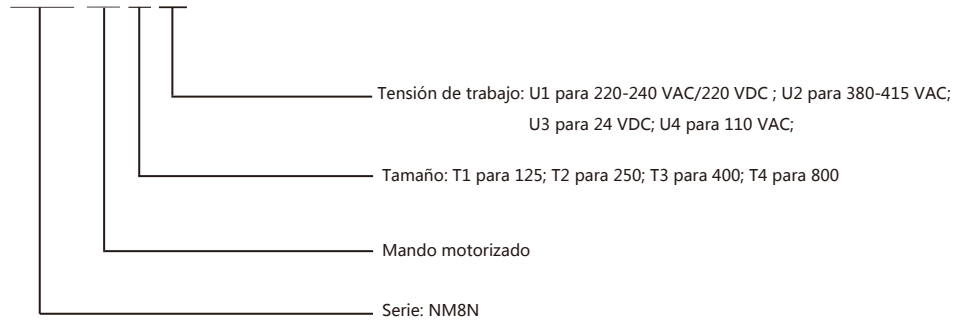 Tensión de trabajo: U1 para 220-240 VAC/220 VDC ; U2 para 380-415 VAC;
U3 para 24 VDC; U4 para 110 VAC;
Tamaño: T1 para 125; T2 para 250; T3 para 400; T4 para 800
Mando motorizado
Serie: NM8N